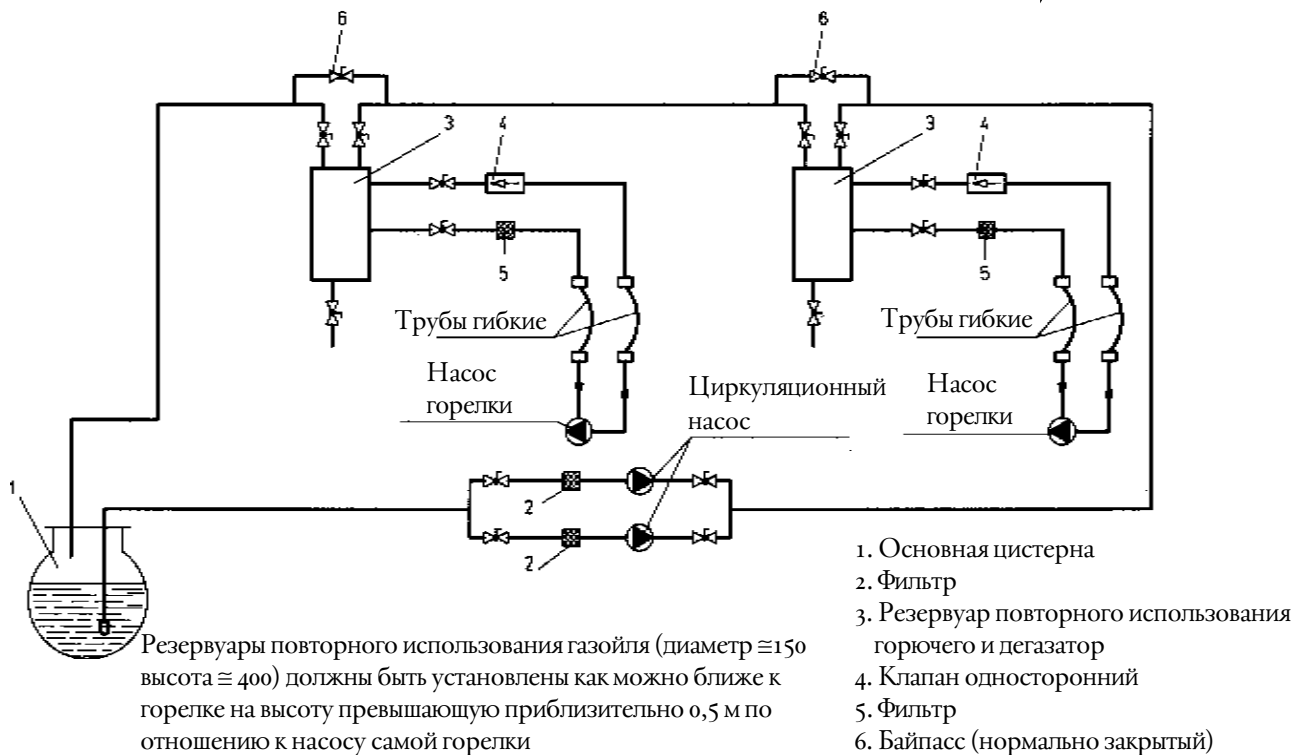 6
6
3
4
3
4
5
5
Трубы гибкие
Трубы гибкие
Насос
горелки
Циркуляционный
насос
Насос
горелки
1
2
2
1. Основная цистерна
2. Фильтр
3. Резервуар повторного использования
горючего и дегазатор
4. Клапан односторонний
5. Фильтр
6. Байпасс (нормально закрытый)
Резервуары повторного использования газойля (диаметр ≅150
высота ≅ 400) должны быть установлены как можно ближе к
горелке на высоту превышающую приблизительно 0,5 м по
отношению к насосу самой горелки